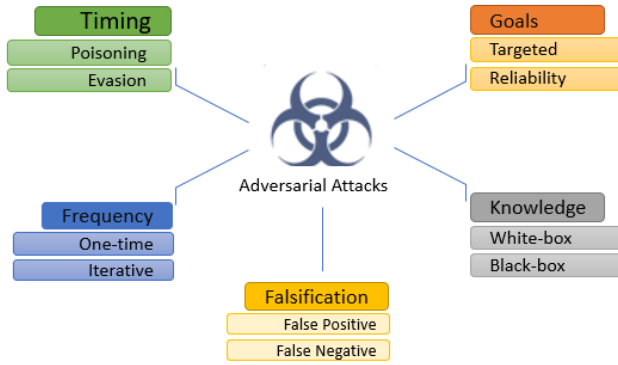 Timing
Poisoning
Evasion
Goals
Targeted
Reliability
Adversarial Attacks
Frequency
One-time
Iterative
Knowledge
White-box
Black-box
Falsification
False Positive
False Negative